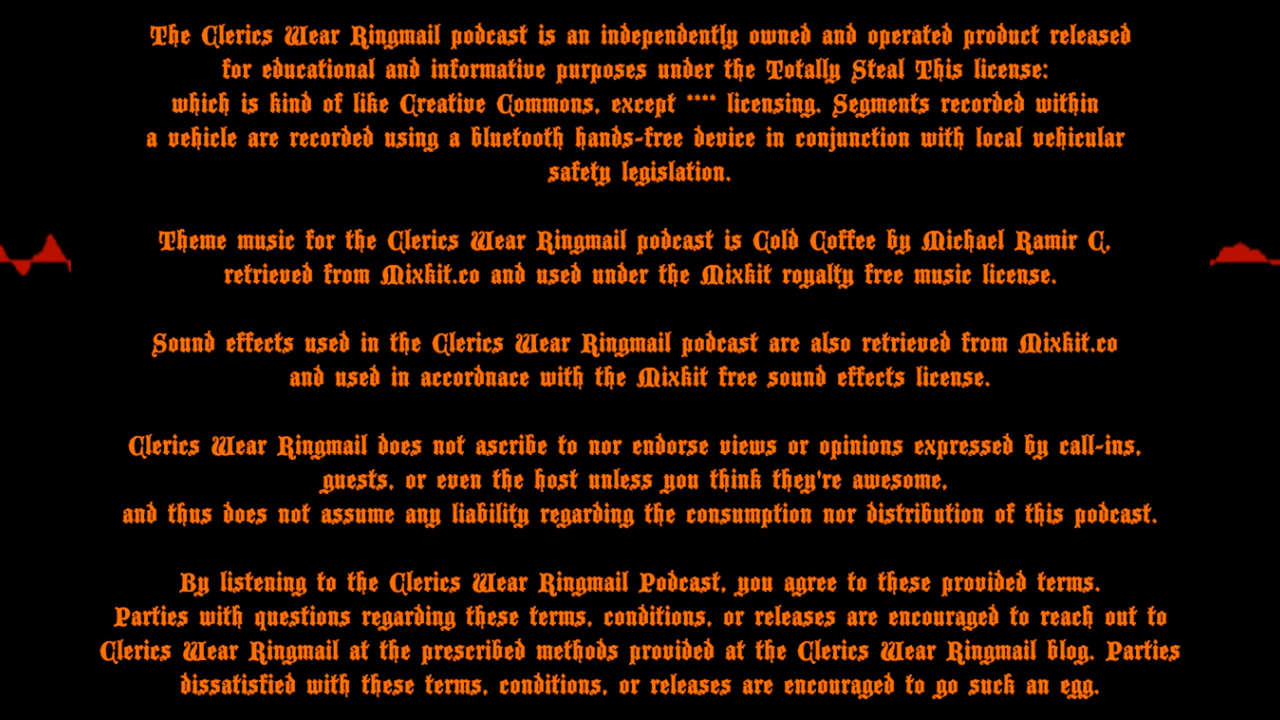 The Clerics Wear Ringmail podcast is an independently owned and operated product released
for educational and informative purposes under the Totally Steal This license:
which is kind of like Creative Commons, except **** licensing. Segments recorded within
a vehicle are recorded using a bluetooth hands-free device in conjunction with local vehicular
safety legislation.
Theme music for the Clerics Wear Ringmail podcast is Cold Coffee by Michael Ramir C,
retrieved from Mixkit.co and used under the Mixkit royalty free music license.
Sound effects used in the Clerics Wear Ringmail podcast are also retrieved from Mixkit.co
and used in accordnace with the Mixkit free sound effects license.
Clerics Wear Ringmail does not ascribe to nor endorse views or opinions expressed by call-ins,
guests, or even the host unless you think they're awesome,
and thus does not assume any liability regarding the consumption nor distribution of this podcast.
By listening to the Clerics Wear Ringmail Podcast, you agree to these provided terms.
Parties with questions regarding these terms, conditions, or releases are encouraged to reach out to
Clerics Wear Ringmail at the prescribed methods provided at the Clerics Wear Ringmail blog. Parties
dissatisfied with these terms, conditions, or releases are encouraged to go suck an egg.